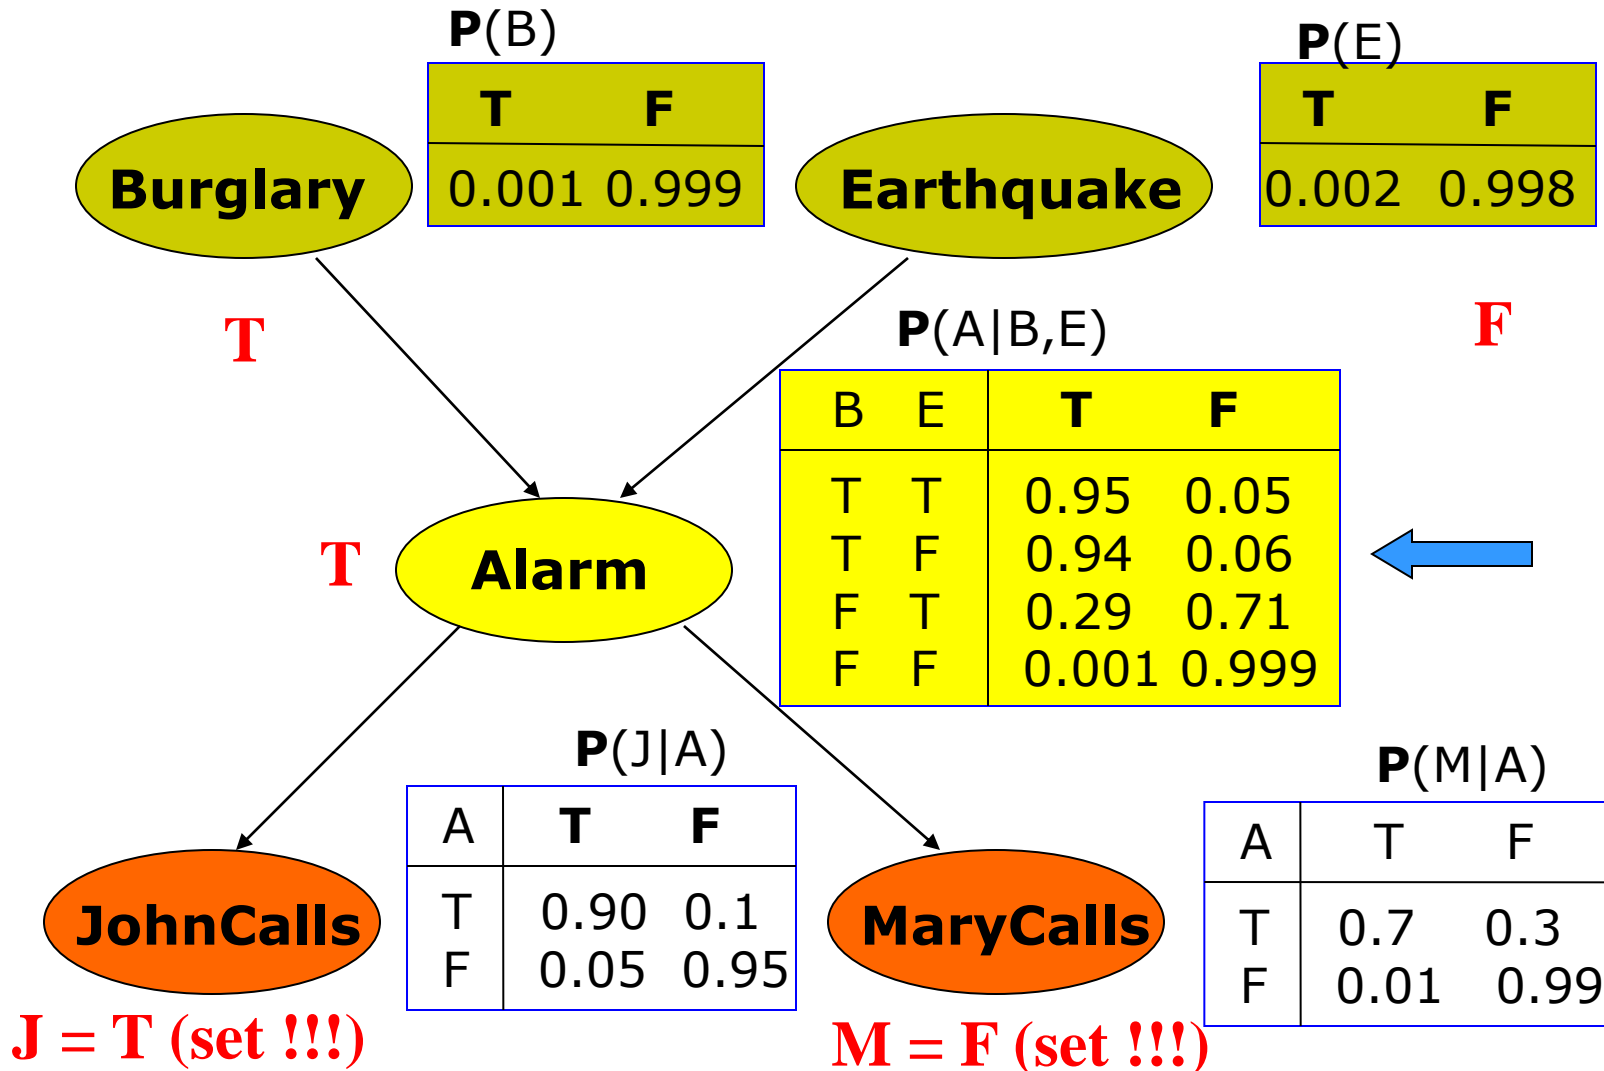 P(B)
T F
0.001 0.999
Burglary
P(E)
T F
0.002 0.998
Earthquake
T
F
P(A|B,E)
B E T F
T T 0.95 0.05
T F 0.94 0.06
F T 0.29 0.71
F F 0.001 0.999
T
Alarm
P(J|A)
A T F
T 0.90 0.1
F 0.05 0.95
JohnCalls
J = T (set !!!)
P(M|A)
A T F
T 0.7 0.3
F 0.01 0.99
MaryCalls
M = F (set !!!)